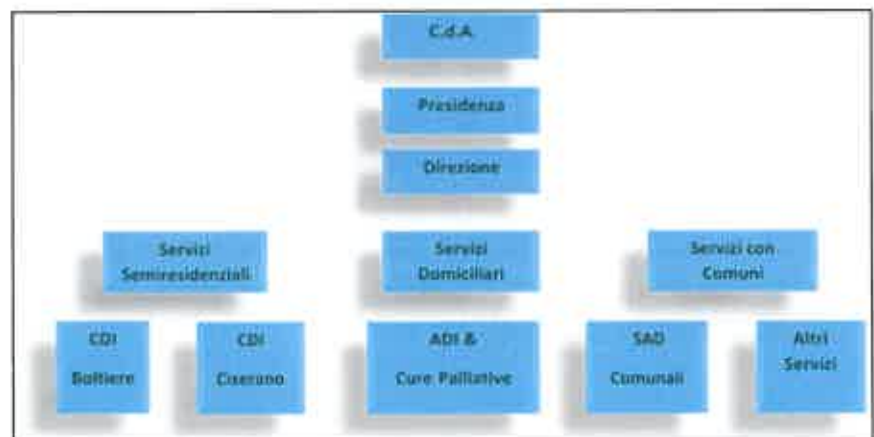 C.d.A.
Presidenza
Direzione
Servizi
Semiresidenziali
Servizi
Domiciliari
Servizi con
Comuni
CDI
Boltiere
CDI
Ciserano
ADI &
Cure Palliative
SAD
Comunali
Altri
Servizi